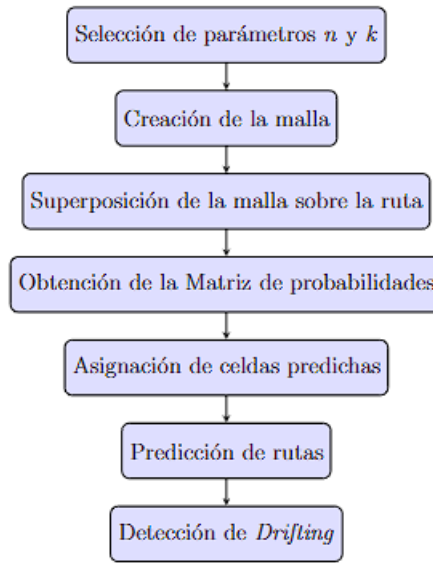 Selección de parámetros n y k
Creación de la malla
Superposición de la malla sobre la ruta
Obtención de la Matriz de probabilidades
Asignación de celdas predichas
Predicción de rutas
Detección de Drifting